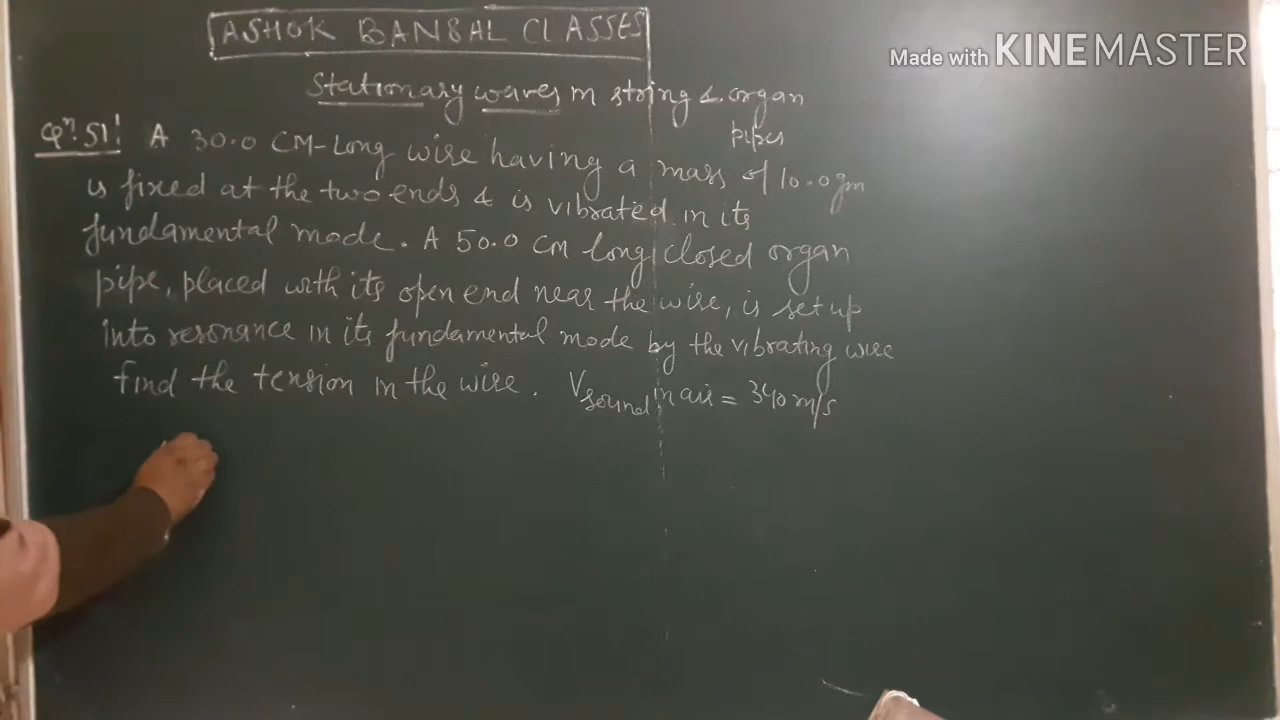 ASHOK BANSAL CLASSES
Made with KINEMASTER
Stationary waves in string & organ
pipes
Qn. 51! A 30.0 CM-Long wire having a mass of 10.0gm
is fixed at the two ends & is vibrated in its
fundamental mode. A 50.0 CM long closed organ
pipe, placed with its open end near the wire, is set up
into resonance in its fundamental mode by the vibrating wire
find the tension in the wire. Vsound in air = 340 m/s